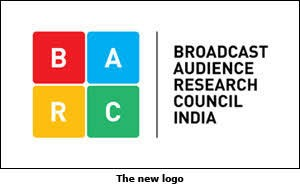 B A
R C
BROADCAST
AUDIENCE
RESEARCH
COUNCIL
INDIA
The new logo